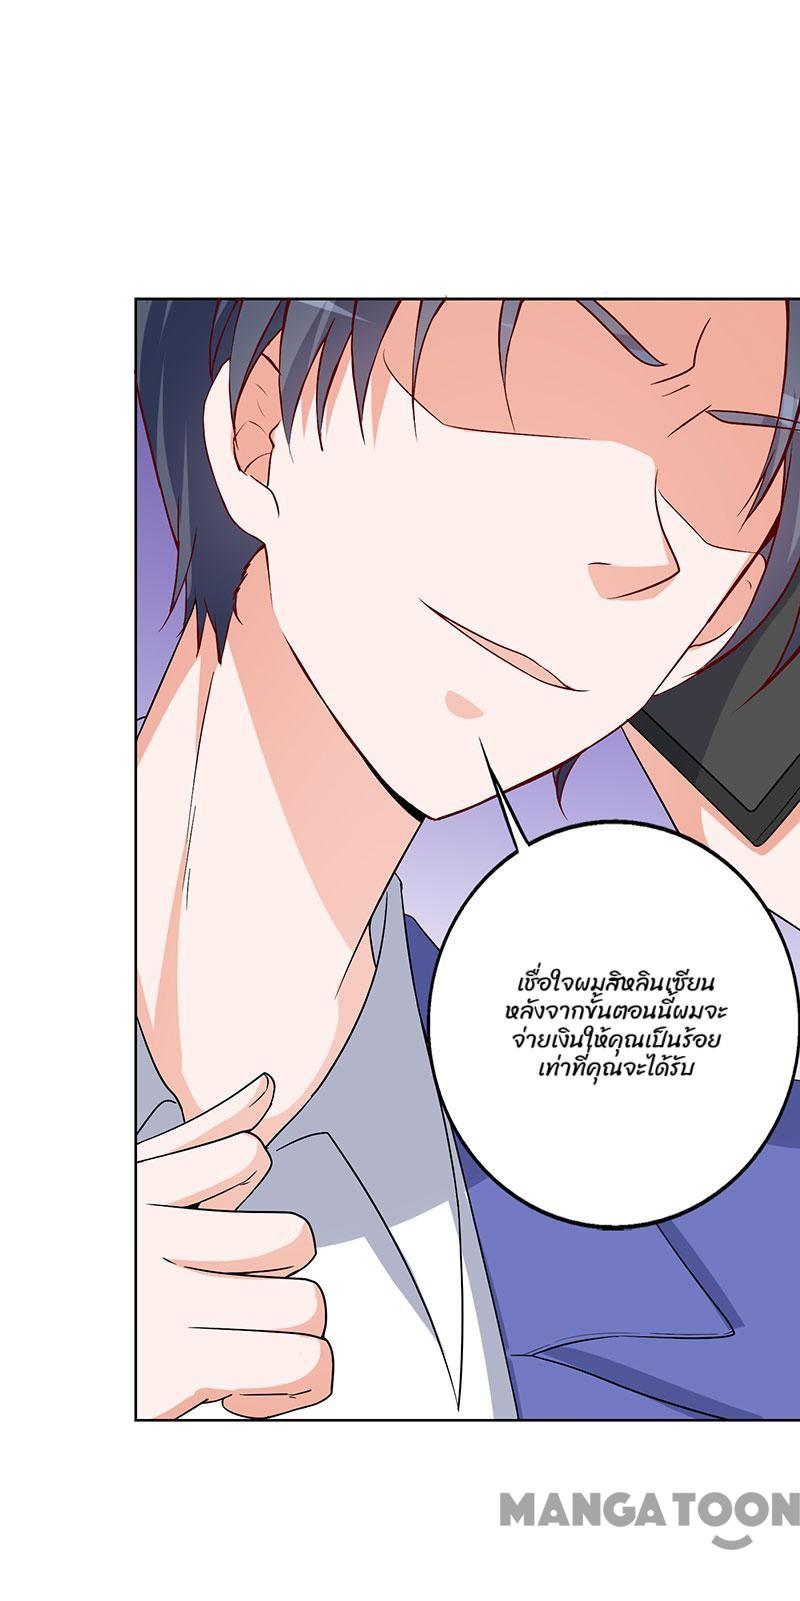 เชื่อใจผมสิหลินเซียน
หลังจากขั้นตอนนี้ผมจะ
จ่ายเงินให้คุณเป็นร้อย
เท่าที่คุณจะได้รับ
MANGATOON